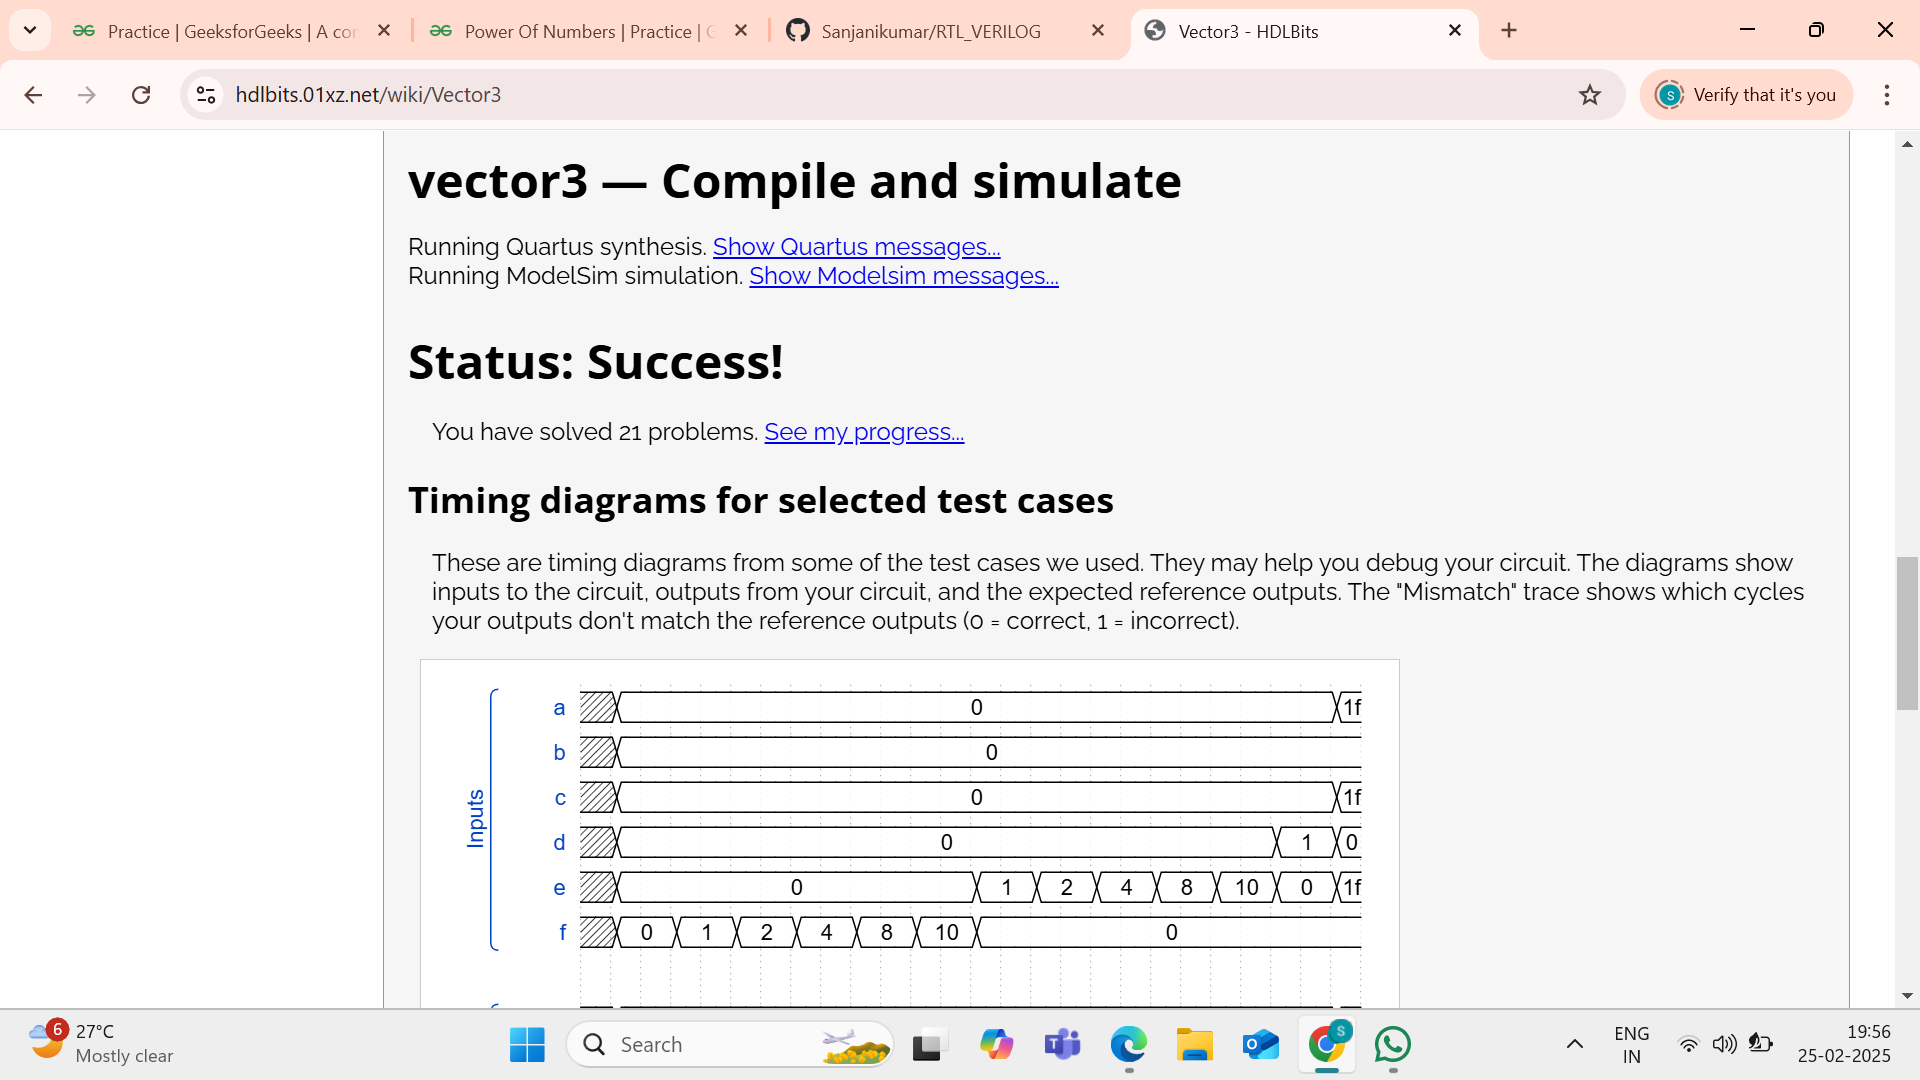 Practice | GeeksforGeeks | A cor
Power Of Numbers | Practice | G
Sanjanikumar/RTL_VERILOG
Vector3 - HDLBits
hdlbits.01xz.net/wiki/Vector3
S
Verify that it's you
vector3 — Compile and simulate
Running Quartus synthesis. Show Quartus messages...
Running ModelSim simulation. Show Modelsim messages...
Status: Success!
You have solved 21 problems. See my progress...
Timing diagrams for selected test cases
These are timing diagrams from some of the test cases we used. They may help you debug your circuit. The diagrams show
inputs to the circuit, outputs from your circuit, and the expected reference outputs. The "Mismatch" trace shows which cycles
your outputs don't match the reference outputs (0 = correct, 1 = incorrect).
Inputs
a 0 1f
b 0
c 0 1f
d 0 1 0
e 0 1 2 4 8 10 0 1f
f 0 1 2 4 8 10 0
6
27°C
Mostly clear
Search
T
S
ENG
IN
19:56
25-02-2025